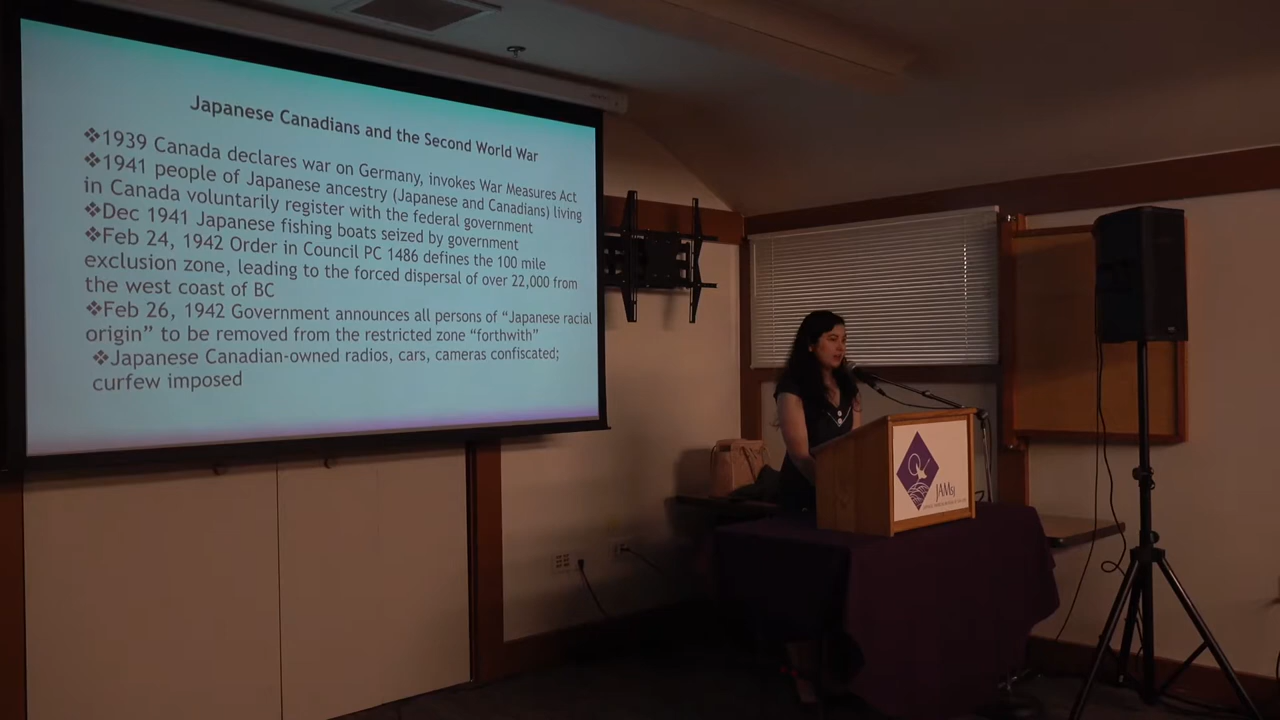 Japanese Canadians and the Second World War
❖1939 Canada declares war on Germany, invokes War Measures Act
❖1941 people of Japanese ancestry (Japanese and Canadians) living
in Canada voluntarily register with the federal government
❖Dec 1941 Japanese fishing boats seized by government
❖Feb 24, 1942 Order in Council PC 1486 defines the 100 mile
exclusion zone, leading to the forced dispersal of over 22,000 from
the west coast of BC
❖Feb 26, 1942 Government announces all persons of “Japanese racial
origin” to be removed from the restricted zone “forthwith”
❖Japanese Canadian-owned radios, cars, cameras confiscated;
curfew imposed
JAMsj